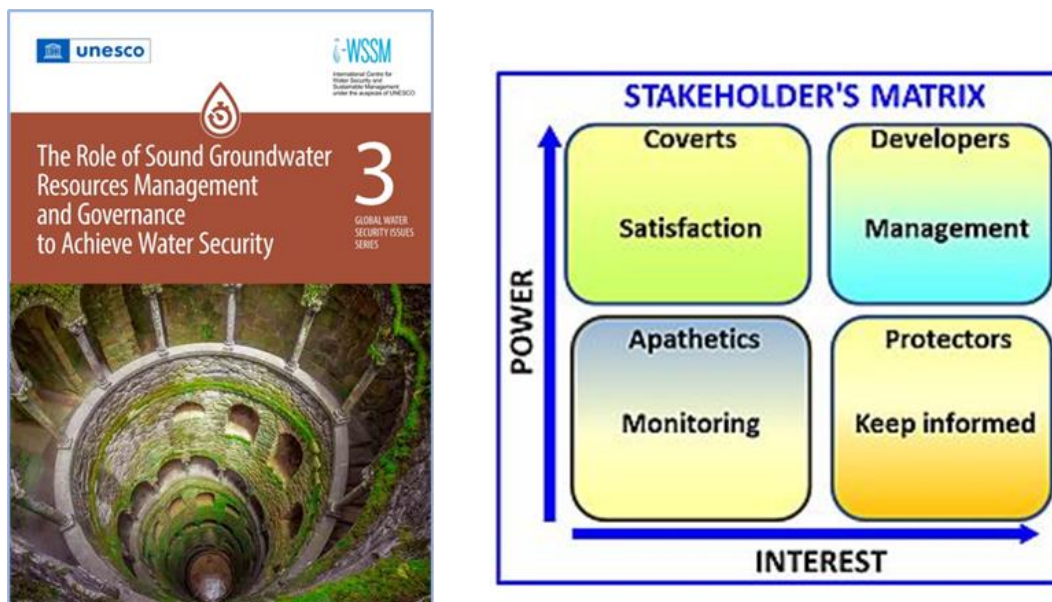 unesco
i-WSSM
International Centre for
Water Security and
Sustainable Management
under the auspices of UNESCO
The Role of Sound Groundwater
Resources Management
and Governance
to Achieve Water Security
3
GLOBAL WATER
SECURITY ISSUES
SERIES
STAKEHOLDER'S MATRIX
Coverts
Satisfaction
Developers
Management
Apathetics
Monitoring
Protectors
Keep informed
POWER
INTEREST